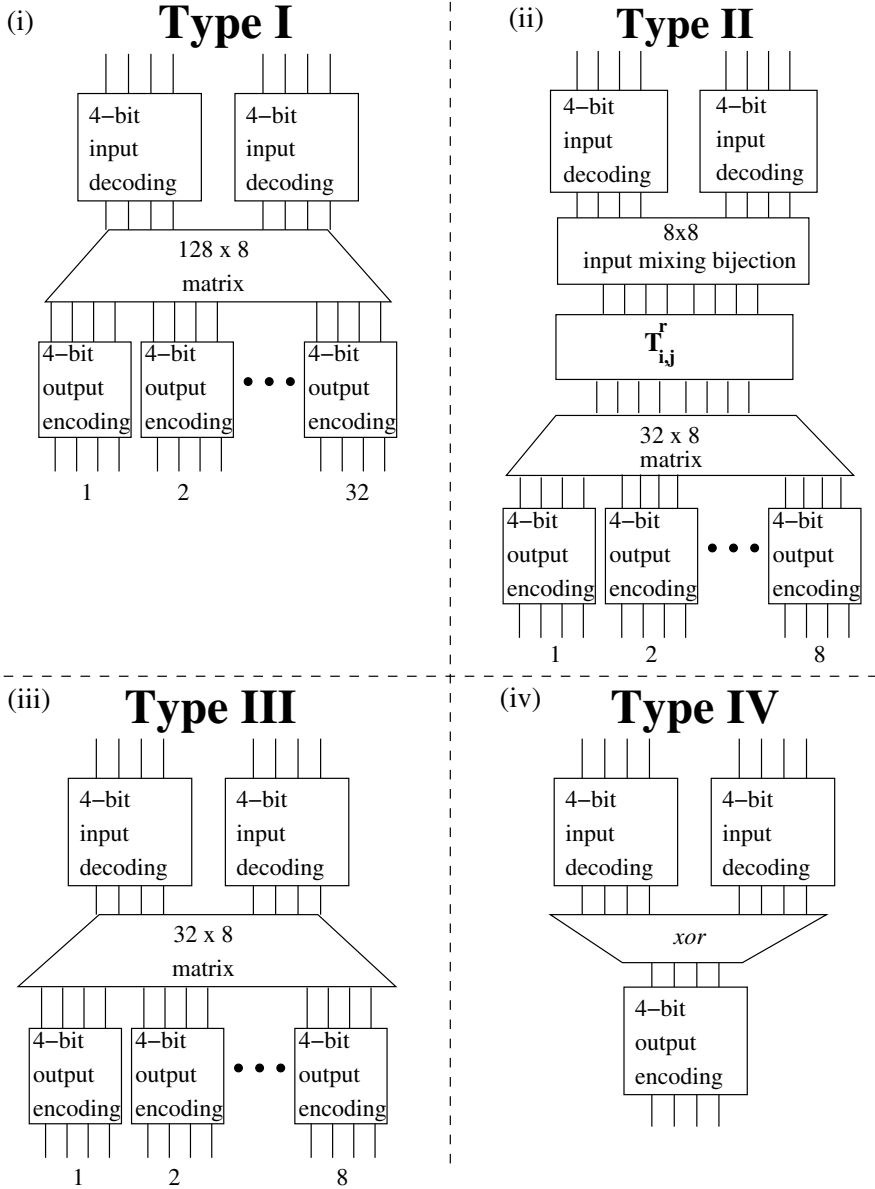 (i) Type I
4−bit
input
decoding
4−bit
input
decoding
128 x 8
matrix
4−bit
output
encoding
4−bit
output
encoding
4−bit
output
encoding
1 2 32
(ii) Type II
4−bit
input
decoding
4−bit
input
decoding
8x8
input mixing bijection
T r i,j
32 x 8
matrix
4−bit
output
encoding
4−bit
output
encoding
4−bit
output
encoding
1 2 8
(iii) Type III
4−bit
input
decoding
4−bit
input
decoding
32 x 8
matrix
4−bit
output
encoding
4−bit
output
encoding
4−bit
output
encoding
1 2 8
(iv) Type IV
4−bit
input
decoding
4−bit
input
decoding
xor
4−bit
output
encoding